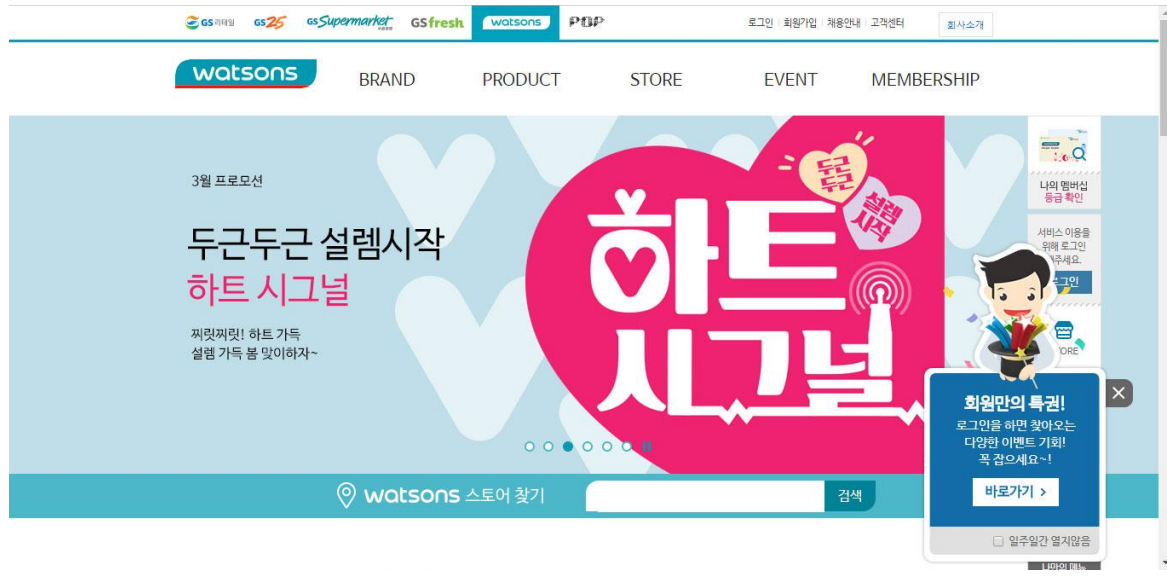 GS리테일 GS25 GS Supermarket GS fresh watsons POP 로그인 회원가입 채용안내 고객센터 회사소개
watsons BRAND PRODUCT STORE EVENT MEMBERSHIP
3월 프로모션
두근두근 설렘시작
하트 시그널
찌릿찌릿! 하트 가득
설렘 가득 봄 맞이하자~
두근
두근
설렘
시작
하트
시그널
나의 멤버십
등급 확인
서비스 이용을
위해 로그인
회원만의 특권!
로그인을 하면 찾아오는
다양한 이벤트 기회!
꼭 잡으세요~!
바로가기 >
일주일간 열지않음
watsons 스토어 찾기 검색
나만의 메뉴